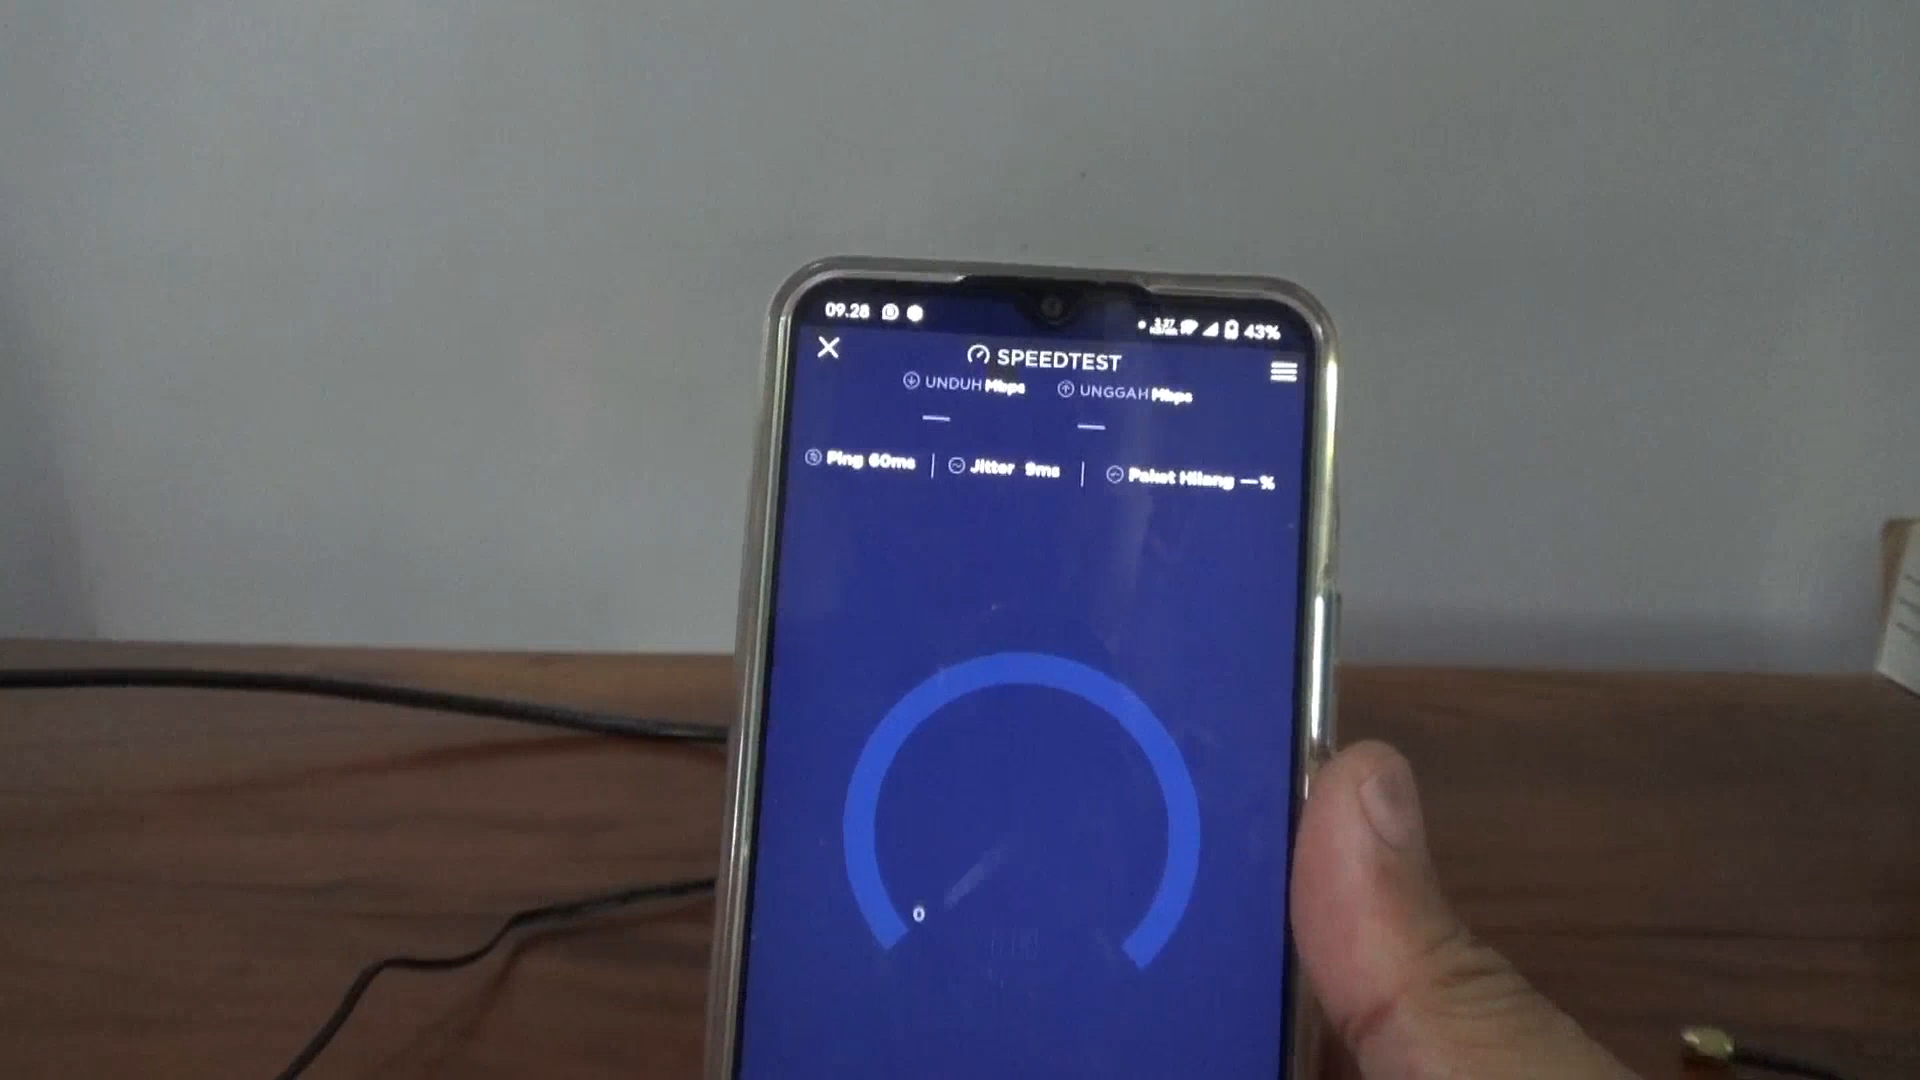 09.28
43%
SPEEDTEST
UNDUH Mbps UNGGAH Mbps
Ping 60ms Jitter 9ms Paket Hilang —%
0